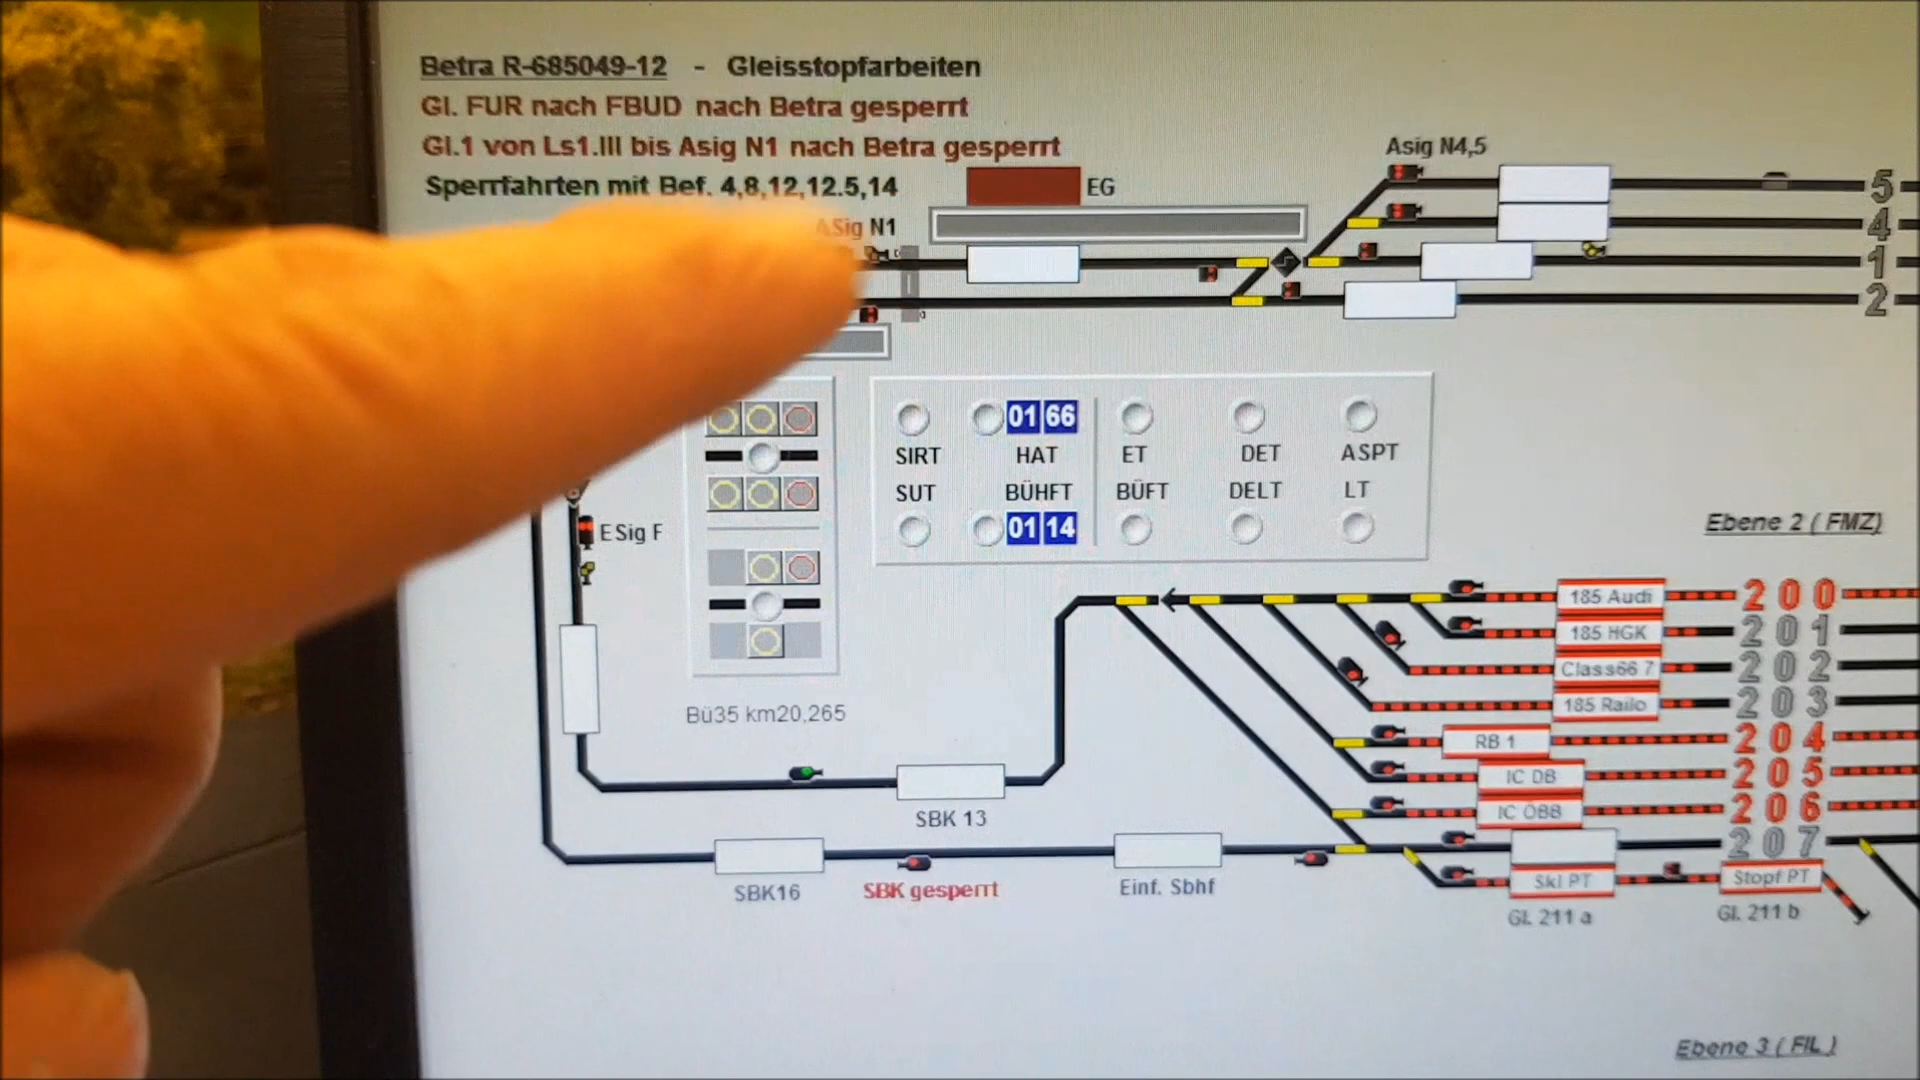 Betra R-685049-12 - Gleisstopfarbeiten
Gl. FUR nach FBUD nach Betra gesperrt
Gl.1 von Ls1.III bis Asig N1 nach Betra gesperrt
Sperrfahrten mit Bef. 4,8,12,12.5,14
EG
Asig N4,5
ASig N1
5
4
1
2
01 66
SIRT HAT ET DET ASPT
SUT BÜHFT BÜFT DELT LT
01 14
ESig F
Bü35 km20,265
Ebene 2 ( FMZ)
185 Audi 200
185 HGK 201
Class66 7 202
185 Railo 203
RB 1 204
IC DB 205
IC ÖBB 206
207
SBK 13
SBK16
SBK gesperrt
Einf. Sbhf
Skl PT
Stopf PT
Gl. 211 a
Gl. 211 b
Ebene 3 ( FIL )